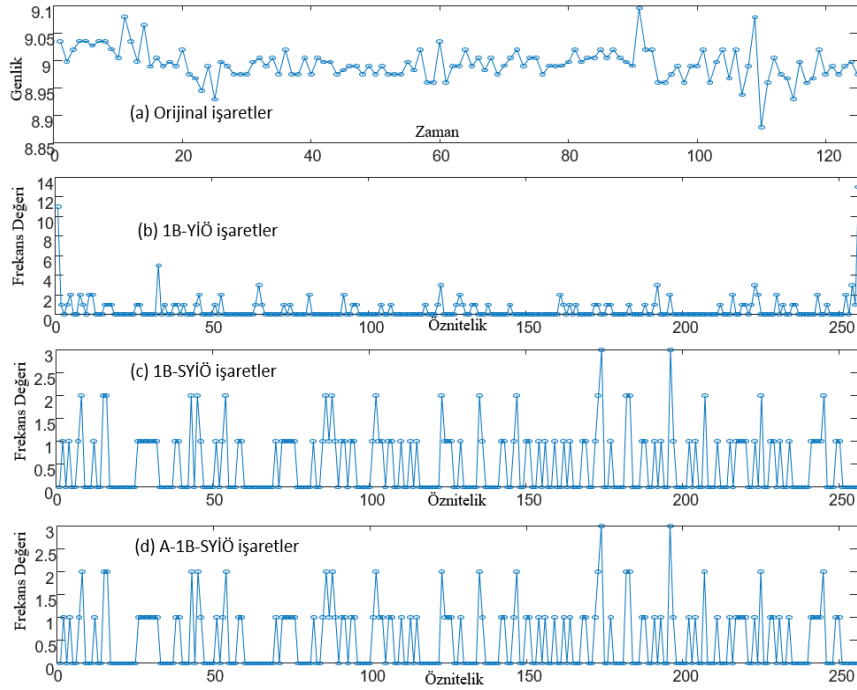 9.1
9.05
9
8.95
8.9
8.85
Genlik
(a) Orijinal işaretler
Zaman
0 20 40 60 80 100 120
14
12
10
8
6
4
2
0
Frekans Değeri
(b) 1B-YİÖ işaretler
0 50 100 150 200 250
Öznitelik
3
2.5
2
1.5
1
0.5
0
Frekans Değeri
(c) 1B-SYİÖ işaretler
0 50 100 150 200 250
Öznitelik
3
2.5
2
1.5
1
0.5
0
Frekans Değeri
(d) A-1B-SYİÖ işaretler
0 50 100 150 200 250
Öznitelik